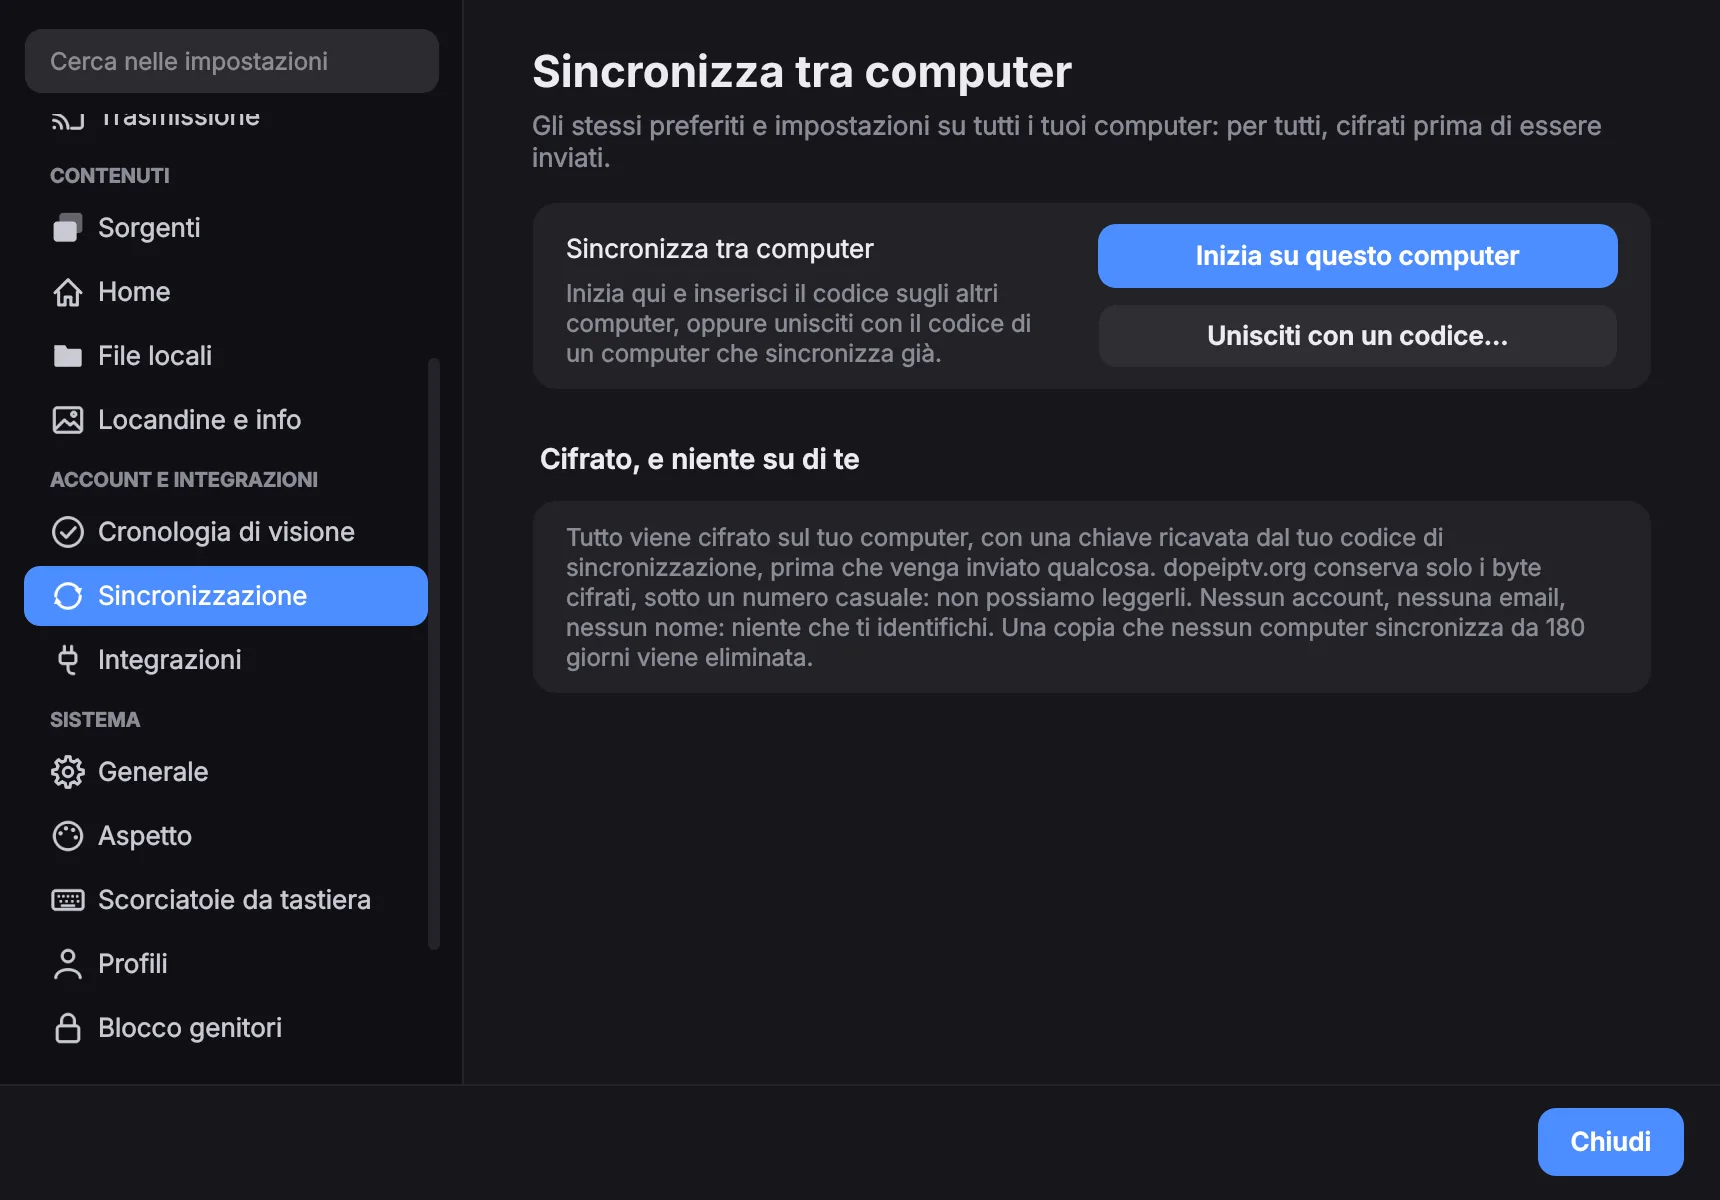 Cerca nelle impostazioni
Trasmissione
CONTENUTI
Sorgenti
Home
File locali
Locandine e info
ACCOUNT E INTEGRAZIONI
Cronologia di visione
Sincronizzazione
Integrazioni
SISTEMA
Generale
Aspetto
Scorciatoie da tastiera
Profili
Blocco genitori
Sincronizza tra computer
Gli stessi preferiti e impostazioni su tutti i tuoi computer: per tutti, cifrati prima di essere
inviati.
Sincronizza tra computer
Inizia qui e inserisci il codice sugli altri
computer, oppure unisciti con il codice di
un computer che sincronizza già.
Inizia su questo computer
Unisciti con un codice...
Cifrato, e niente su di te
Tutto viene cifrato sul tuo computer, con una chiave ricavata dal tuo codice di
sincronizzazione, prima che venga inviato qualcosa. dopeiptv.org conserva solo i byte
cifrati, sotto un numero casuale: non possiamo leggerli. Nessun account, nessuna email,
nessun nome: niente che ti identifichi. Una copia che nessun computer sincronizza da 180
giorni viene eliminata.
Chiudi